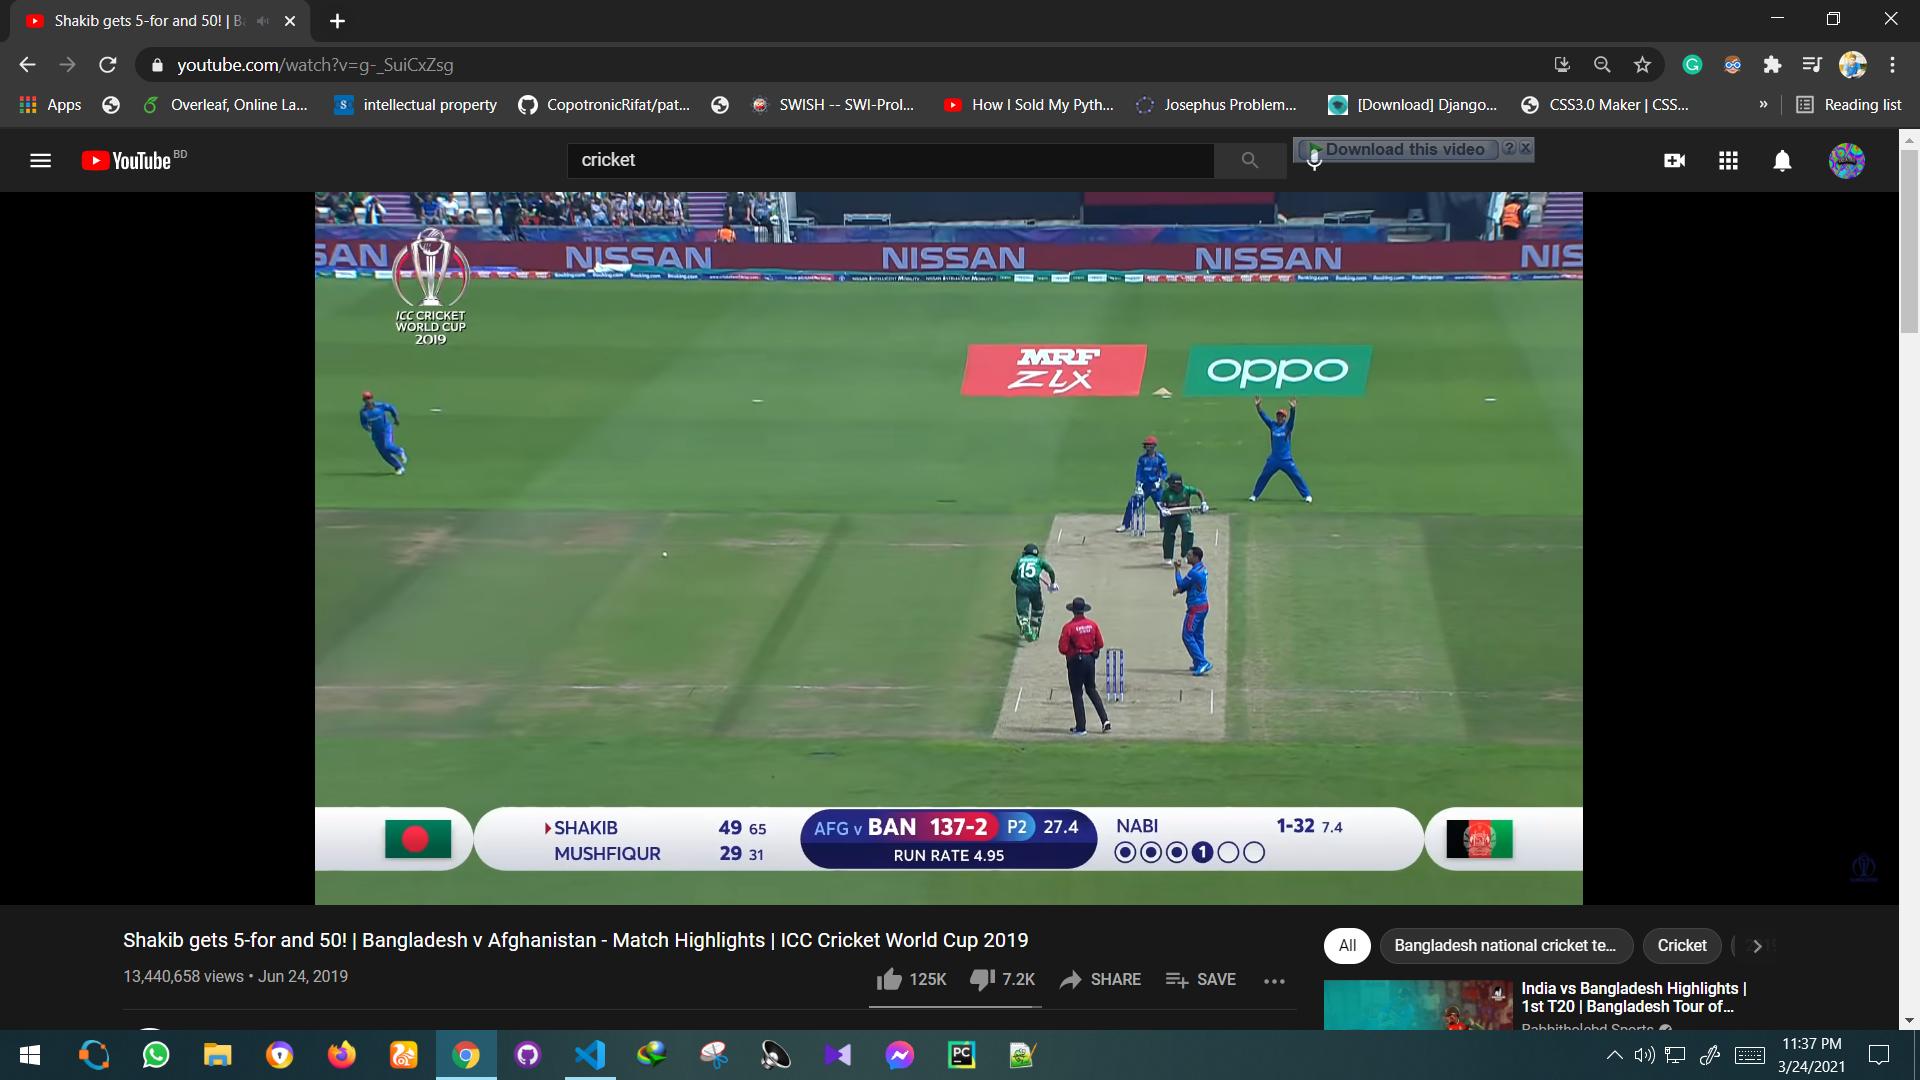 Shakib gets 5-for and 50! | Ba
youtube.com/watch?v=g-_SuiCxZsg
Apps
Overleaf, Online La...
intellectual property
CopotronicRifat/pat...
SWISH -- SWI-Prol...
How I Sold My Pyth...
Josephus Problem...
[Download] Django...
CSS3.0 Maker | CSS...
»
Reading list
YouTube BD
cricket
Download this video
SAN NISSAN NISSAN NISSAN NIS
ICC CRICKET
WORLD CUP
2019
MRF
ZLX
oppo
15
SHAKIB 49 65
MUSHFIQUR 29 31
AFG v BAN 137-2 P2 27.4
RUN RATE 4.95
NABI 1-32 7.4
1
Shakib gets 5-for and 50! | Bangladesh v Afghanistan - Match Highlights | ICC Cricket World Cup 2019
13,440,658 views • Jun 24, 2019
125K
7.2K
SHARE
SAVE
All
Bangladesh national cricket te...
Cricket
India vs Bangladesh Highlights |
1st T20 | Bangladesh Tour of...
Rabbitholebd Sports
PC
11:37 PM
3/24/2021